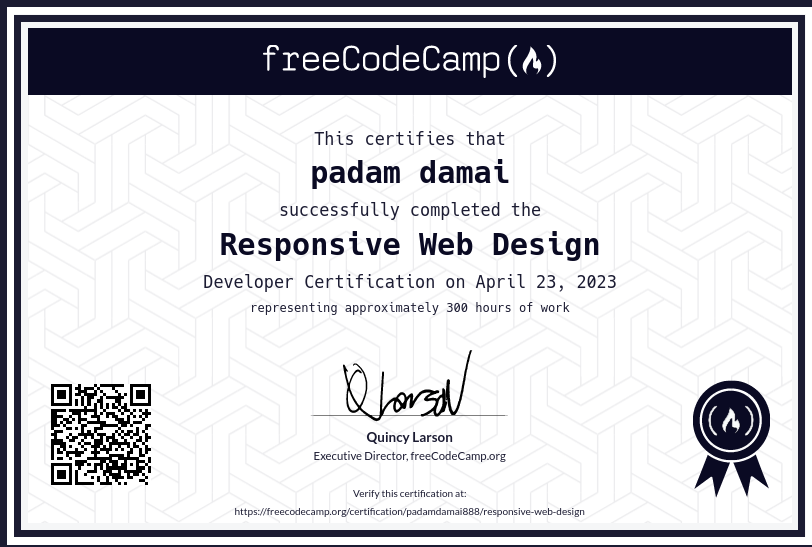 freeCodeCamp(🔥)
This certifies that
padam damai
successfully completed the
Responsive Web Design
Developer Certification on April 23, 2023
representing approximately 300 hours of work
Quincy Larson
Executive Director, freeCodeCamp.org
Verify this certification at:
https://freecodecamp.org/certification/padamdamai888/responsive-web-design